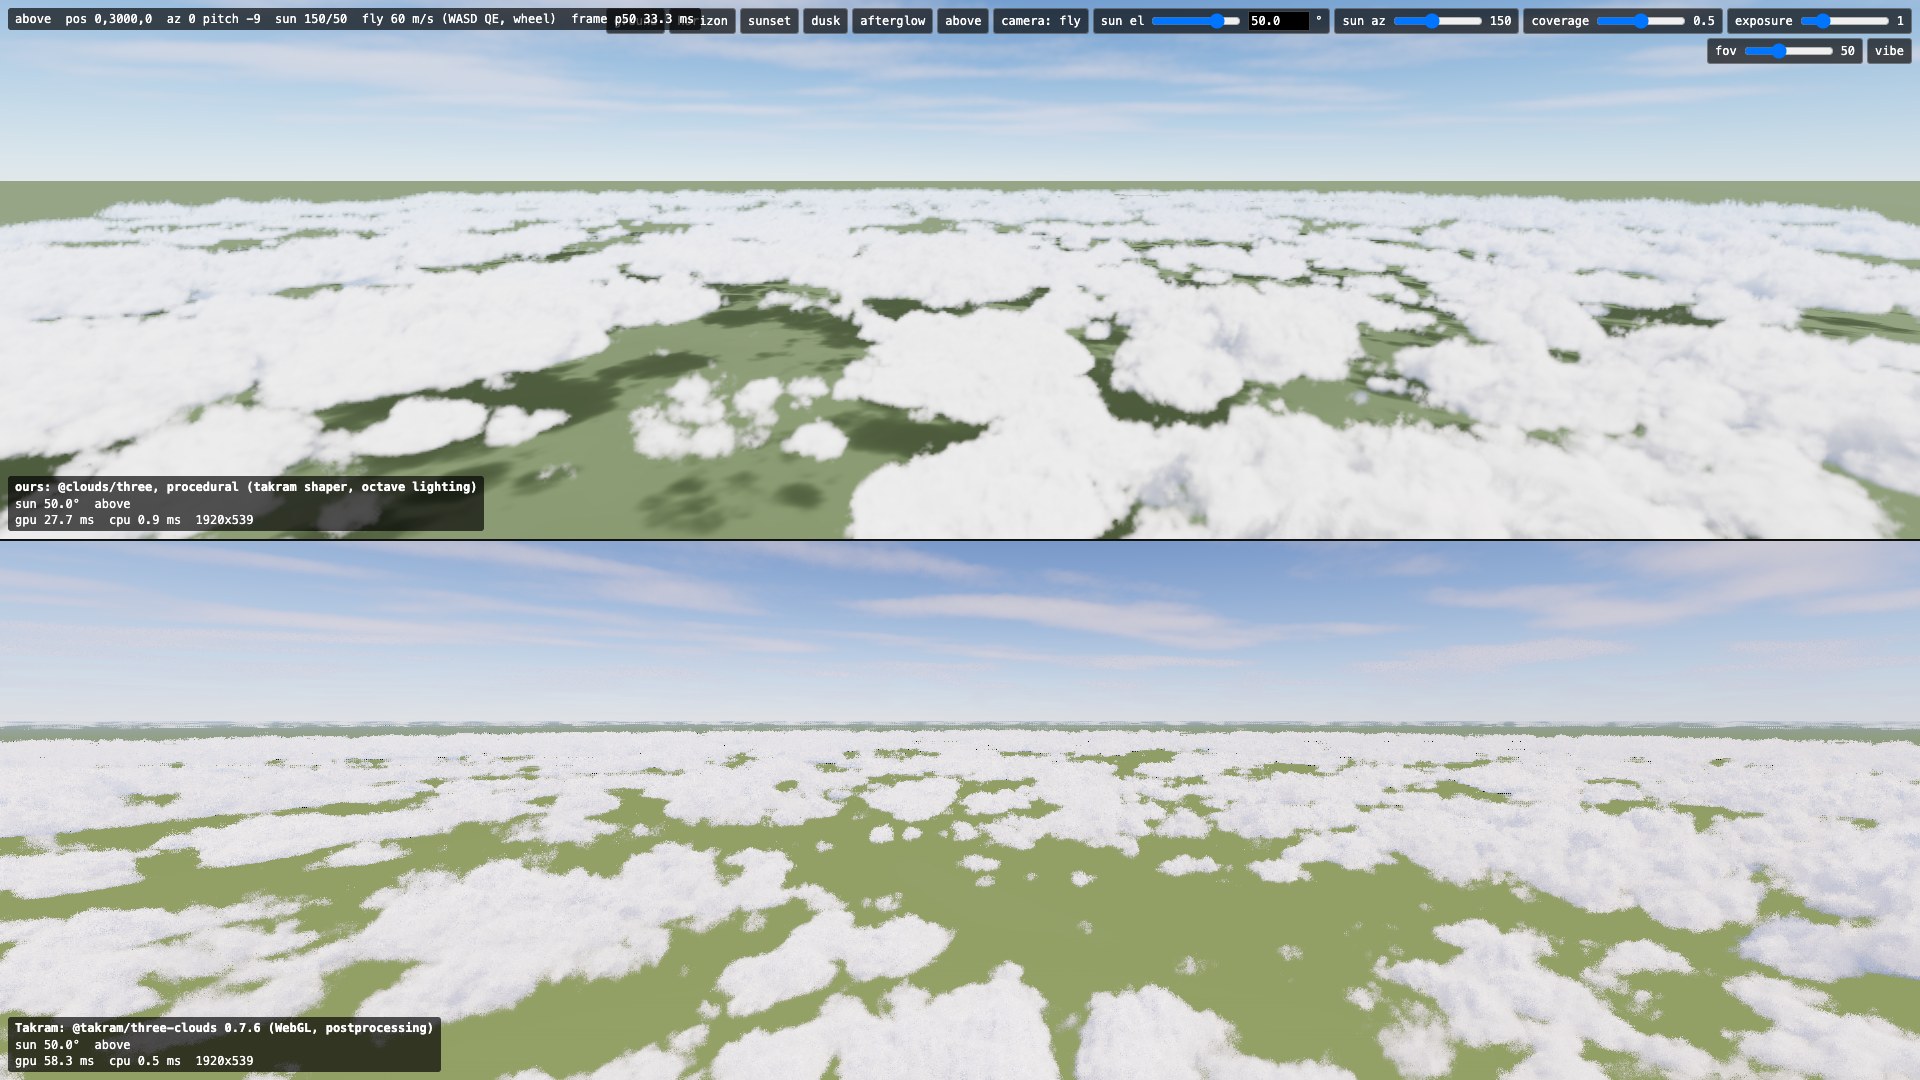 above pos 0,3000,0 az 0 pitch -9 sun 150/50 fly 60 m/s (WASD QE, wheel) frame p50 33.3 ms
sunset dusk afterglow above camera: fly sun el 50.0 ° sun az 150 coverage 0.5 exposure 1
fov 50 vibe
ours: @clouds/three, procedural (takram shaper, octave lighting)
sun 50.0° above
gpu 27.7 ms cpu 0.9 ms 1920x539
Takram: @takram/three-clouds 0.7.6 (WebGL, postprocessing)
sun 50.0° above
gpu 58.3 ms cpu 0.5 ms 1920x539